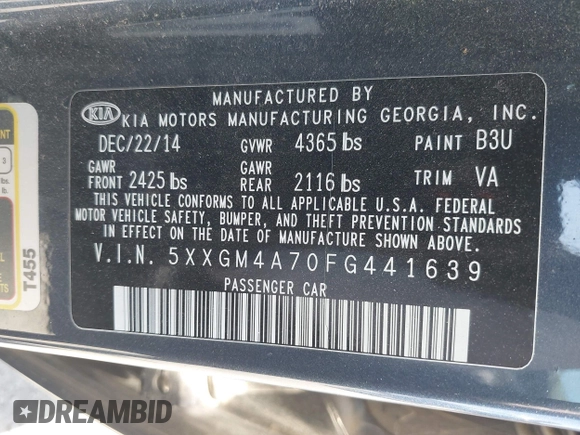 MANUFACTURED BY
KIA KIA MOTORS MANUFACTURING GEORGIA, INC.
DEC/22/14 GVWR 4365 lbs PAINT B3U
GAWR FRONT 2425 lbs GAWR REAR 2116 lbs TRIM VA
THIS VEHICLE CONFORMS TO ALL APPLICABLE U.S.A. FEDERAL
MOTOR VEHICLE SAFETY, BUMPER, AND THEFT PREVENTION STANDARDS
IN EFFECT ON THE DATE OF MANUFACTURE SHOWN ABOVE.
V.I.N. 5XXGM4A70FG441639
PASSENGER CAR
T455
DREAMBID